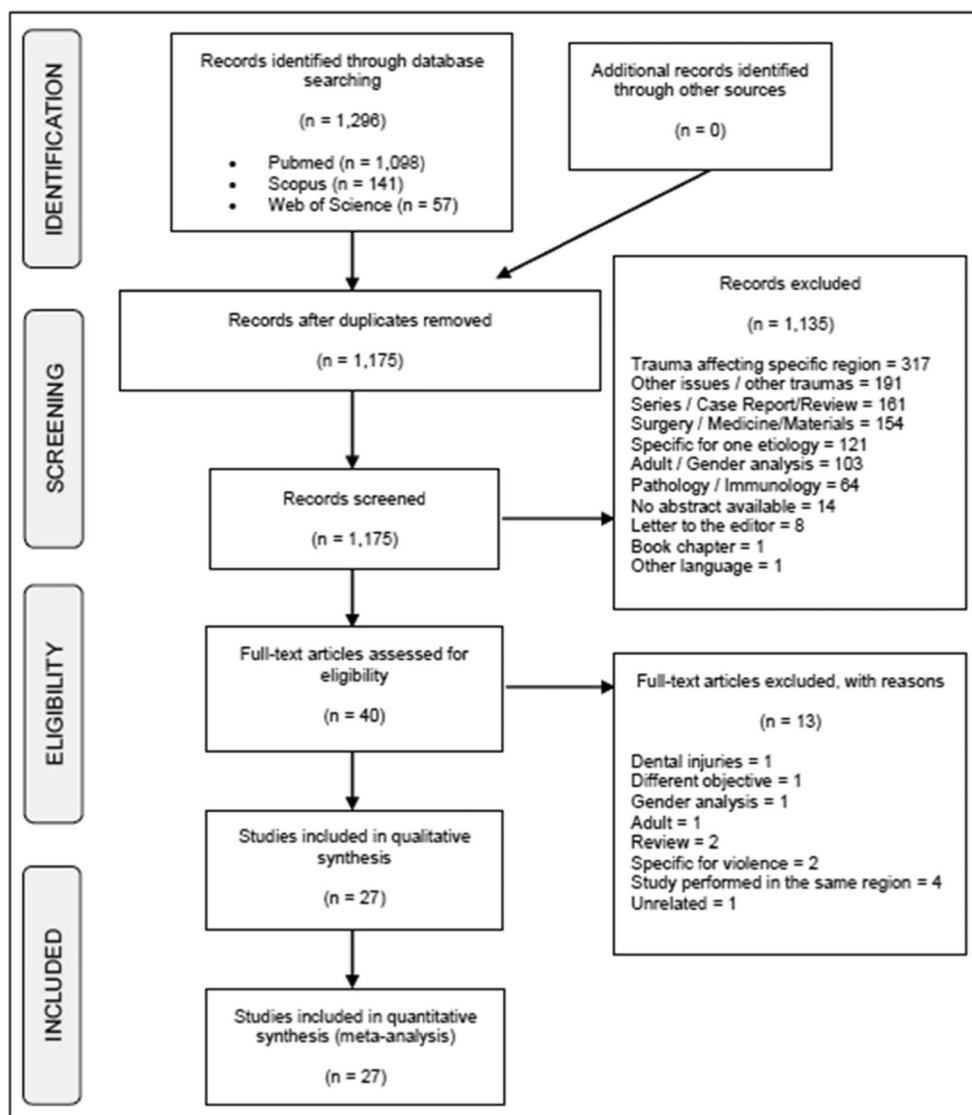 IDENTIFICATION
Records identified through database
searching
(n = 1,296)
• Pubmed (n = 1,098)
• Scopus (n = 141)
• Web of Science (n = 57)
Additional records identified
through other sources
(n = 0)
SCREENING
Records after duplicates removed
(n = 1,175)
Records screened
(n = 1,175)
Records excluded
(n = 1,135)
Trauma affecting specific region = 317
Other issues / other traumas = 191
Series / Case Report/Review = 161
Surgery / Medicine/Materials = 154
Specific for one etiology = 121
Adult / Gender analysis = 103
Pathology / Immunology = 64
No abstract available = 14
Letter to the editor = 8
Book chapter = 1
Other language = 1
ELIGIBILITY
Full-text articles assessed for
eligibility
(n = 40)
Full-text articles excluded, with reasons
(n = 13)
Dental injuries = 1
Different objective = 1
Gender analysis = 1
Adult = 1
Review = 2
Specific for violence = 2
Study performed in the same region = 4
Unrelated = 1
Studies included in qualitative
synthesis
(n = 27)
INCLUDED
Studies included in quantitative
synthesis (meta-analysis)
(n = 27)